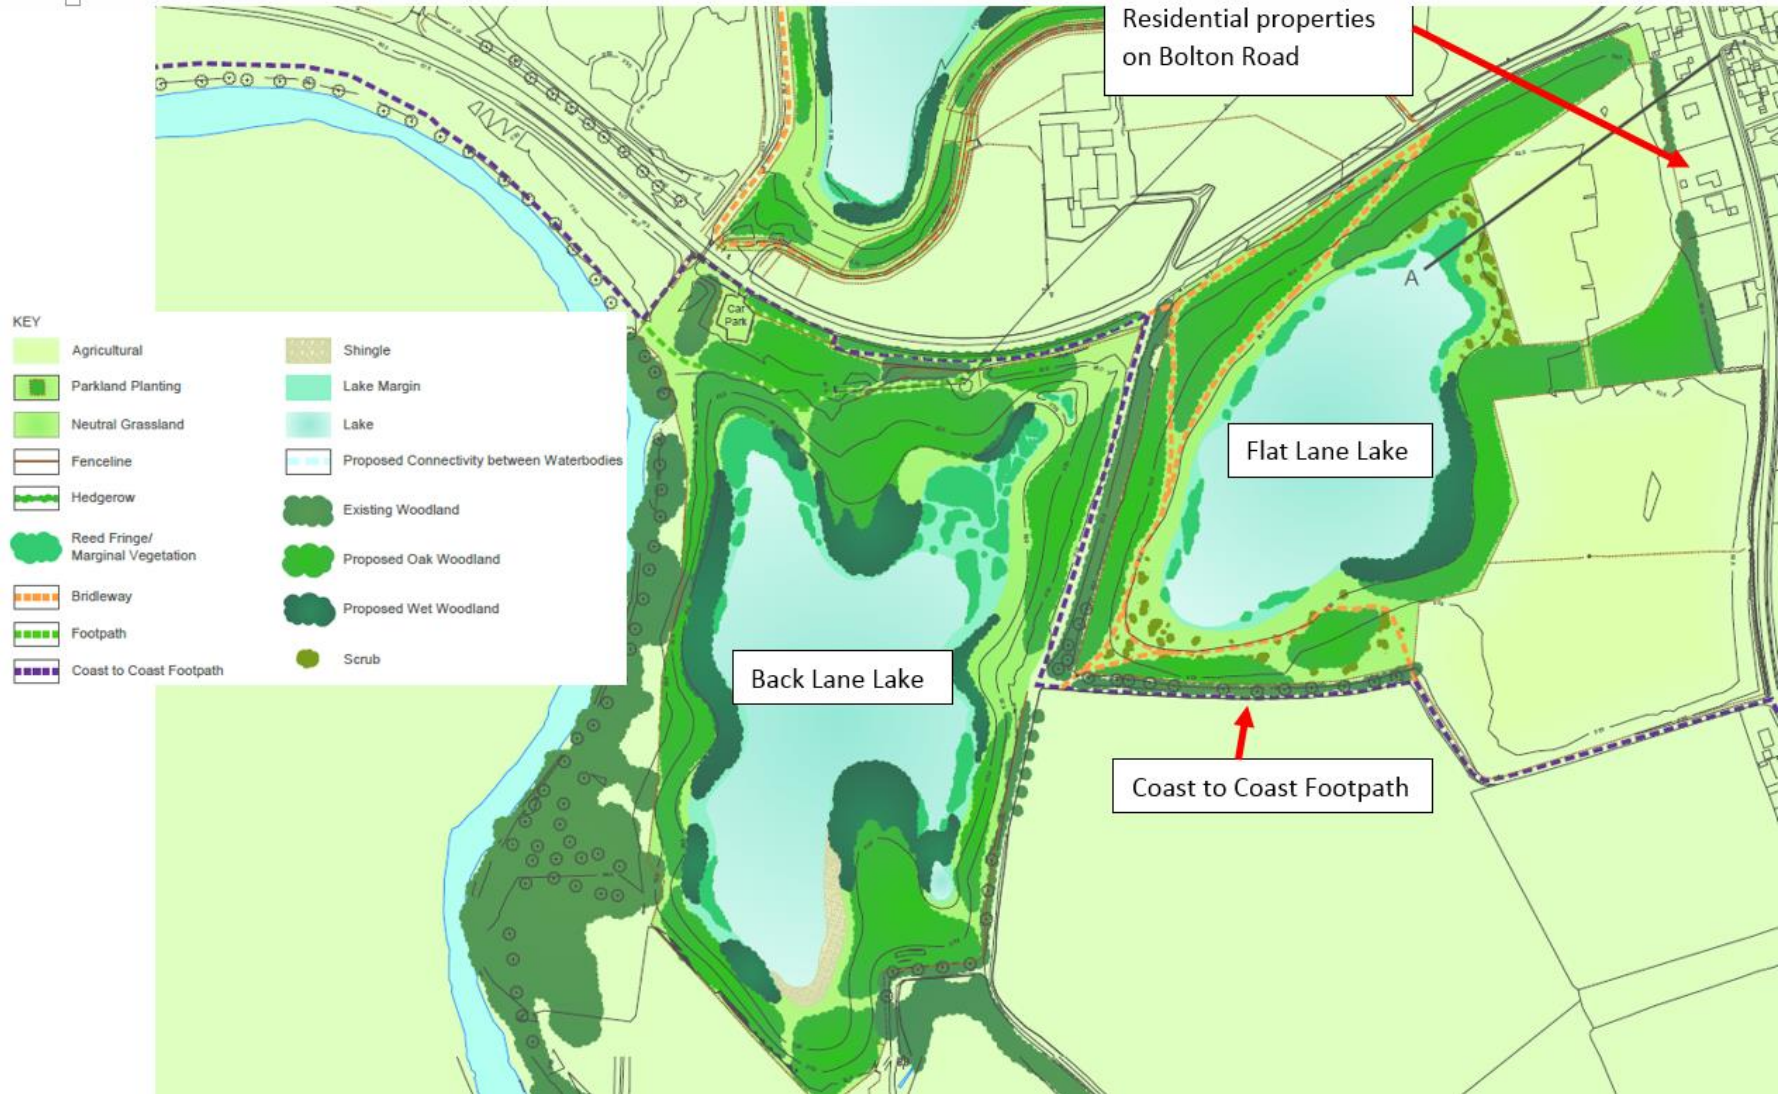 Residential properties
on Bolton Road
A'
A
Car
Park
KEY
Agricultural
Parkland Planting
Neutral Grassland
Fenceline
Hedgerow
Reed Fringe/
Marginal Vegetation
Bridleway
Footpath
Coast to Coast Footpath
Shingle
Lake Margin
Lake
Proposed Connectivity between Waterbodies
Existing Woodland
Proposed Oak Woodland
Proposed Wet Woodland
Scrub
Flat Lane Lake
Back Lane Lake
Coast to Coast Footpath